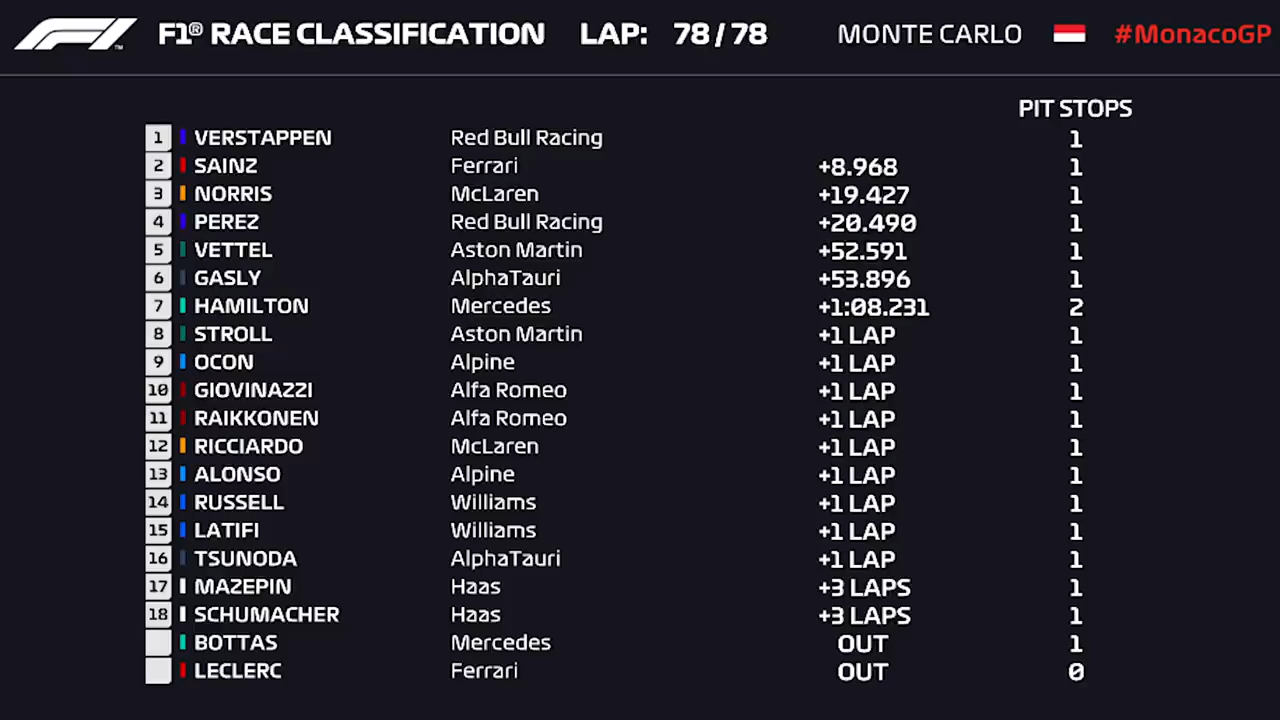 F1® RACE CLASSIFICATION LAP: 78/78 MONTE CARLO #MonacoGP
PIT STOPS
1 VERSTAPPEN Red Bull Racing 1
2 SAINZ Ferrari +8.968 1
3 NORRIS McLaren +19.427 1
4 PEREZ Red Bull Racing +20.490 1
5 VETTEL Aston Martin +52.591 1
6 GASLY AlphaTauri +53.896 1
7 HAMILTON Mercedes +1:08.231 2
8 STROLL Aston Martin +1 LAP 1
9 OCON Alpine +1 LAP 1
10 GIOVINAZZI Alfa Romeo +1 LAP 1
11 RAIKKONEN Alfa Romeo +1 LAP 1
12 RICCIARDO McLaren +1 LAP 1
13 ALONSO Alpine +1 LAP 1
14 RUSSELL Williams +1 LAP 1
15 LATIFI Williams +1 LAP 1
16 TSUNODA AlphaTauri +1 LAP 1
17 MAZEPIN Haas +3 LAPS 1
18 SCHUMACHER Haas +3 LAPS 1
BOTTAS Mercedes OUT 1
LECLERC Ferrari OUT 0